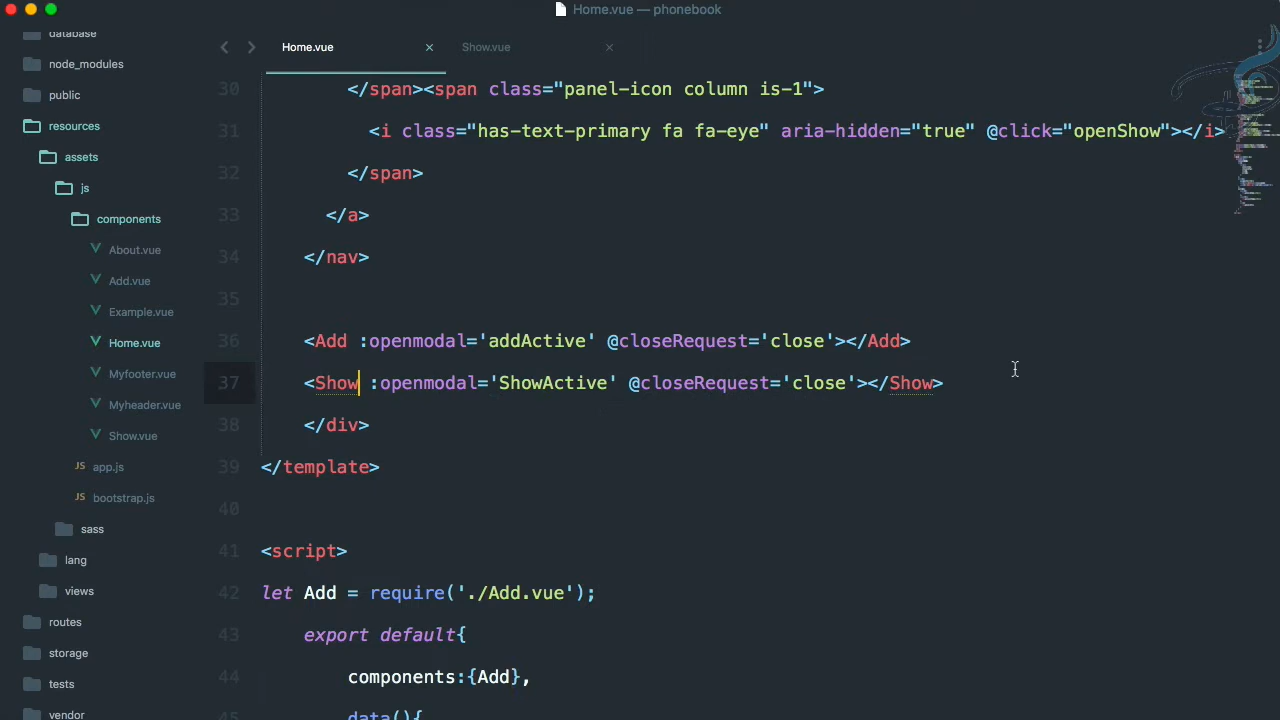 Home.vue — phonebook
database
node_modules
public
resources
assets
js
components
About.vue
Add.vue
Example.vue
Home.vue
Myfooter.vue
Myheader.vue
Show.vue
JS app.js
JS bootstrap.js
sass
lang
views
routes
storage
tests
vendor
Home.vue × Show.vue ×
30 </span><span class="panel-icon column is-1">
31 <i class="has-text-primary fa fa-eye" aria-hidden="true" @click="openShow"></i>
32 </span>
33 </a>
34 </nav>
35
36 <Add :openmodal='addActive' @closeRequest='close'></Add>
37 <Show :openmodal='ShowActive' @closeRequest='close'></Show>
38 </div>
39 </template>
40
41 <script>
42 let Add = require('./Add.vue');
43 export default{
44 components:{Add},
45 data(){